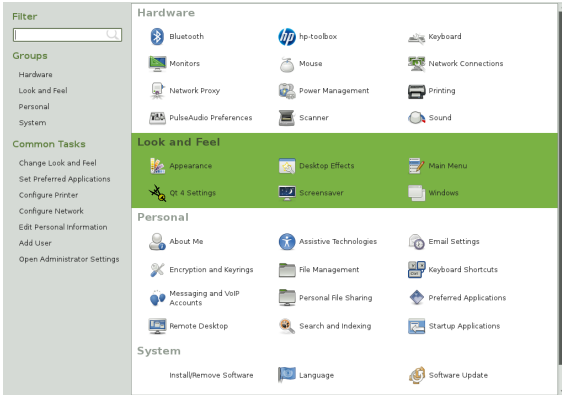 Filter
Groups
Hardware
Look and Feel
Personal
System
Common Tasks
Change Look and Feel
Set Preferred Applications
Configure Printer
Configure Network
Edit Personal Information
Add User
Open Administrator Settings
Hardware
Bluetooth
hp hp-toolbox
Keyboard
Monitors
Mouse
Network Connections
Network Proxy
Power Management
Printing
PulseAudio Preferences
Scanner
Sound
Look and Feel
Appearance
Desktop Effects
Main Menu
Qt 4 Settings
Screensaver
Windows
Personal
About Me
Assistive Technologies
Email Settings
Encryption and Keyrings
File Management
Keyboard Shortcuts
Messaging and VoIP
Accounts
Personal File Sharing
Preferred Applications
Remote Desktop
Search and Indexing
Startup Applications
System
Install/Remove Software
Language
Software Update